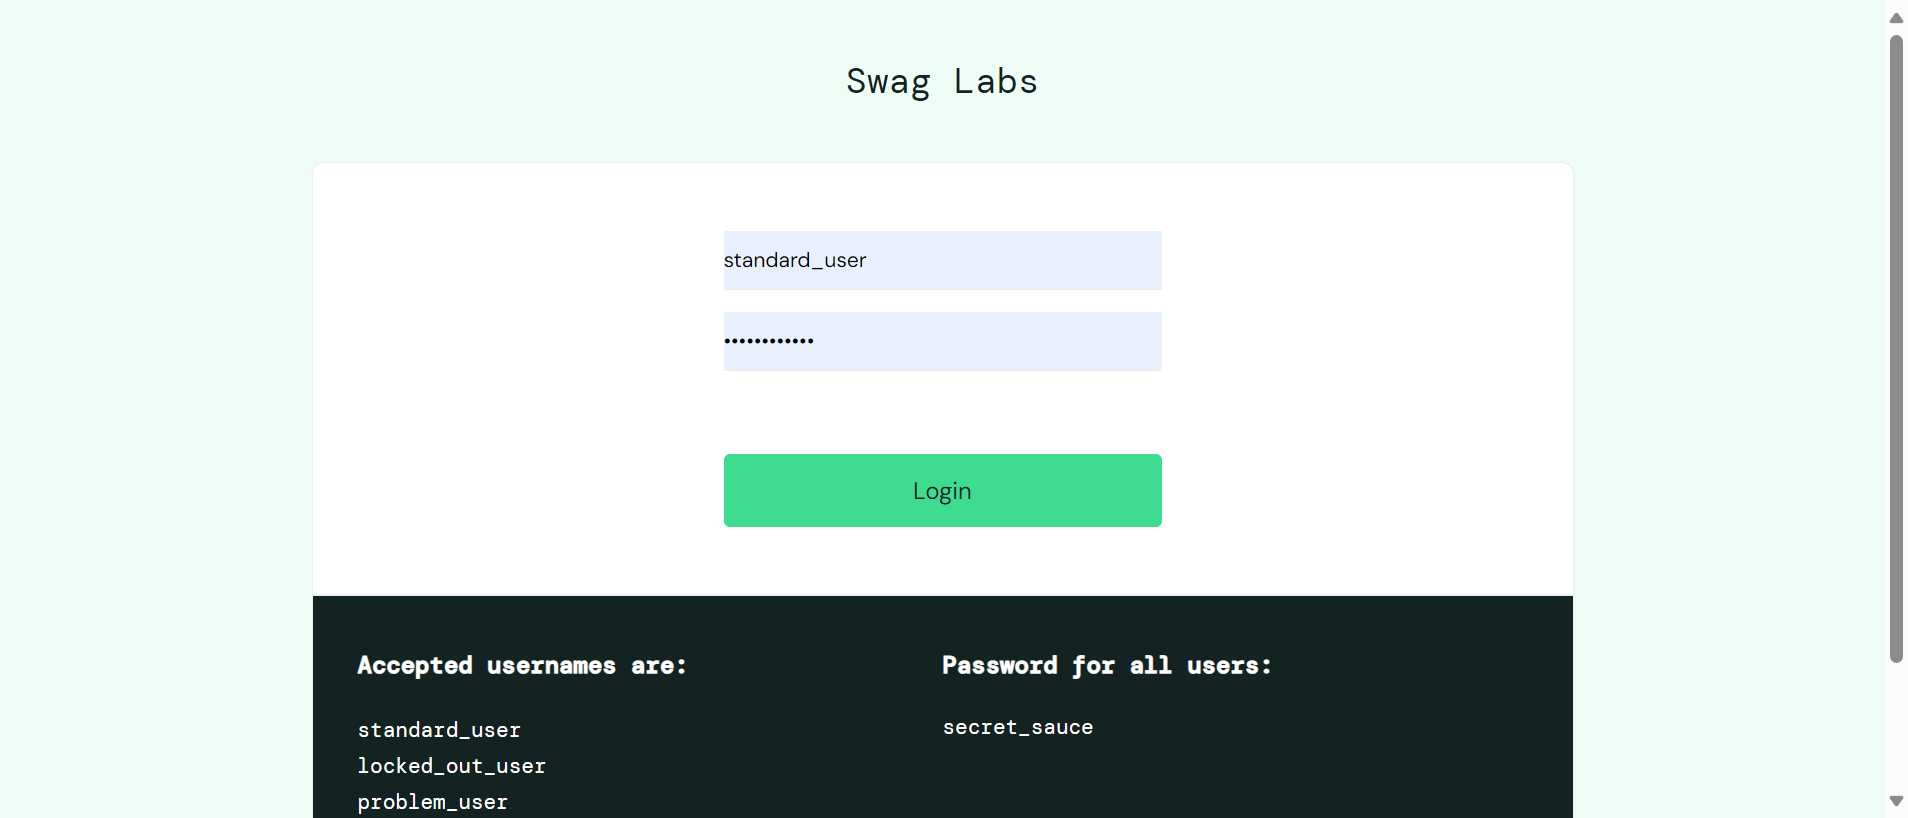 Swag Labs
standard_user
••••••••••••
Login
Accepted usernames are:
standard_user
locked_out_user
problem_user
Password for all users:
secret_sauce